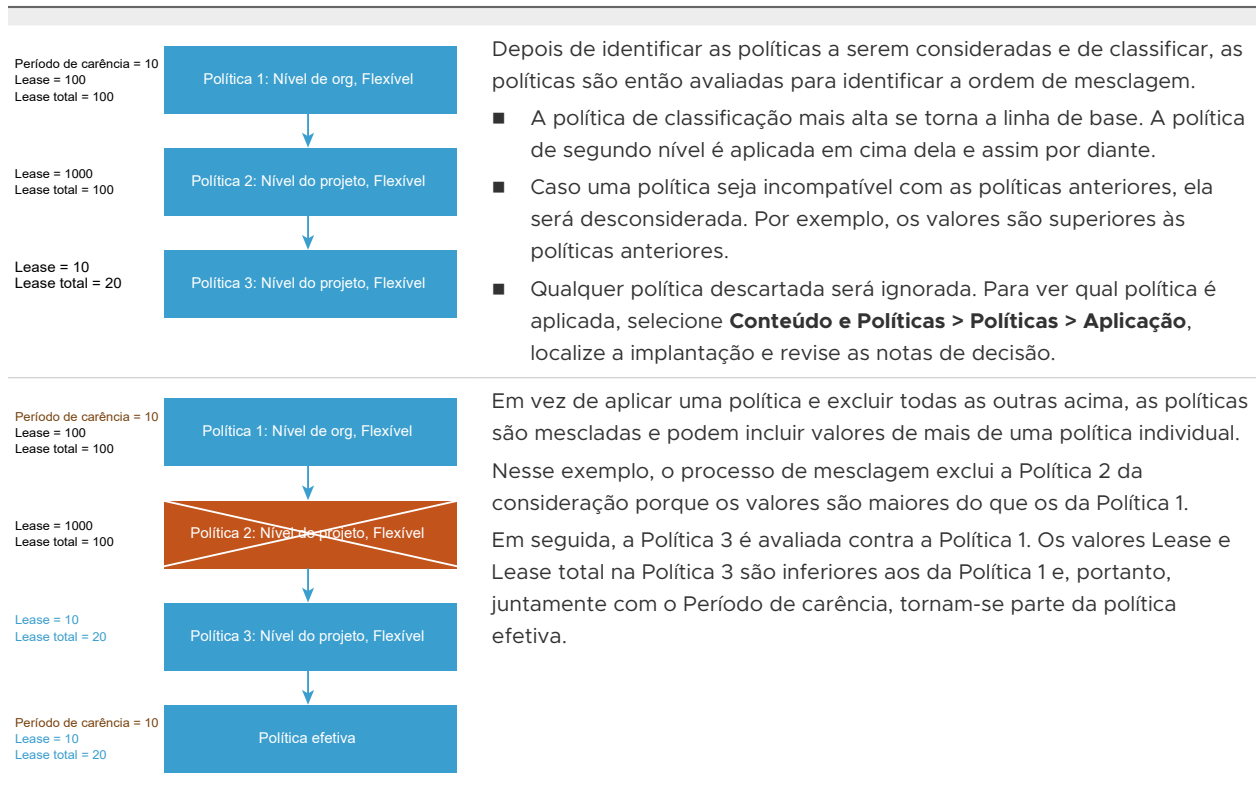 Período de carência = 10
Lease = 100
Lease total = 100
Política 1: Nível de org, Flexível
Lease = 1000
Lease total = 100
Política 2: Nível do projeto, Flexível
Lease = 10
Lease total = 20
Política 3: Nível do projeto, Flexível
Depois de identificar as políticas a serem consideradas e de classificar, as
políticas são então avaliadas para identificar a ordem de mesclagem.
■ A política de classificação mais alta se torna a linha de base. A política
de segundo nível é aplicada em cima dela e assim por diante.
■ Caso uma política seja incompatível com as políticas anteriores, ela
será desconsiderada. Por exemplo, os valores são superiores às
políticas anteriores.
■ Qualquer política descartada será ignorada. Para ver qual política é
aplicada, selecione Conteúdo e Políticas > Políticas > Aplicação,
localize a implantação e revise as notas de decisão.
Período de carência = 10
Lease = 100
Lease total = 100
Política 1: Nível de org, Flexível
Lease = 1000
Lease total = 100
Política 2: Nível do projeto, Flexível
Lease = 10
Lease total = 20
Política 3: Nível do projeto, Flexível
Período de carência = 10
Lease = 10
Lease total = 20
Política efetiva
Em vez de aplicar uma política e excluir todas as outras acima, as políticas
são mescladas e podem incluir valores de mais de uma política individual.
Nesse exemplo, o processo de mesclagem exclui a Política 2 da
consideração porque os valores são maiores do que os da Política 1.
Em seguida, a Política 3 é avaliada contra a Política 1. Os valores Lease e
Lease total na Política 3 são inferiores aos da Política 1 e, portanto,
juntamente com o Período de carência, tornam-se parte da política
efetiva.